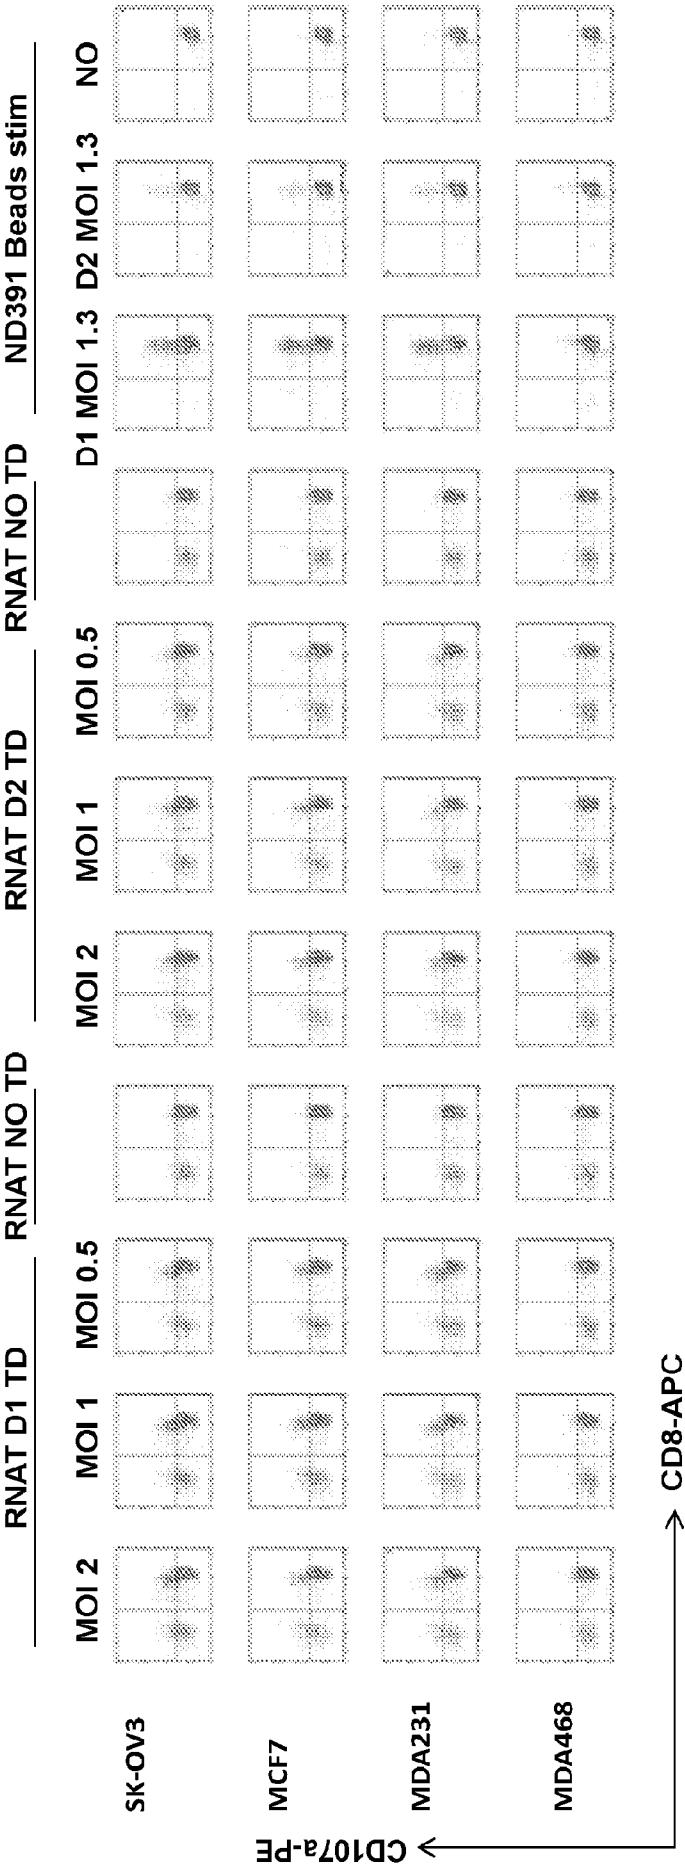 RNAT D1 TD
RNAT NO TD
RNAT D2 TD
RNAT NO TD
ND391 Beads stim
MOI 2
MOI 1
MOI 0.5
MOI 2
MOI 1
MOI 0.5
D1 MOI 1.3
D2 MOI 1.3
NO
SK-OV3
MCF7
MDA231
MDA468
CD107a-PE
CD8-APC